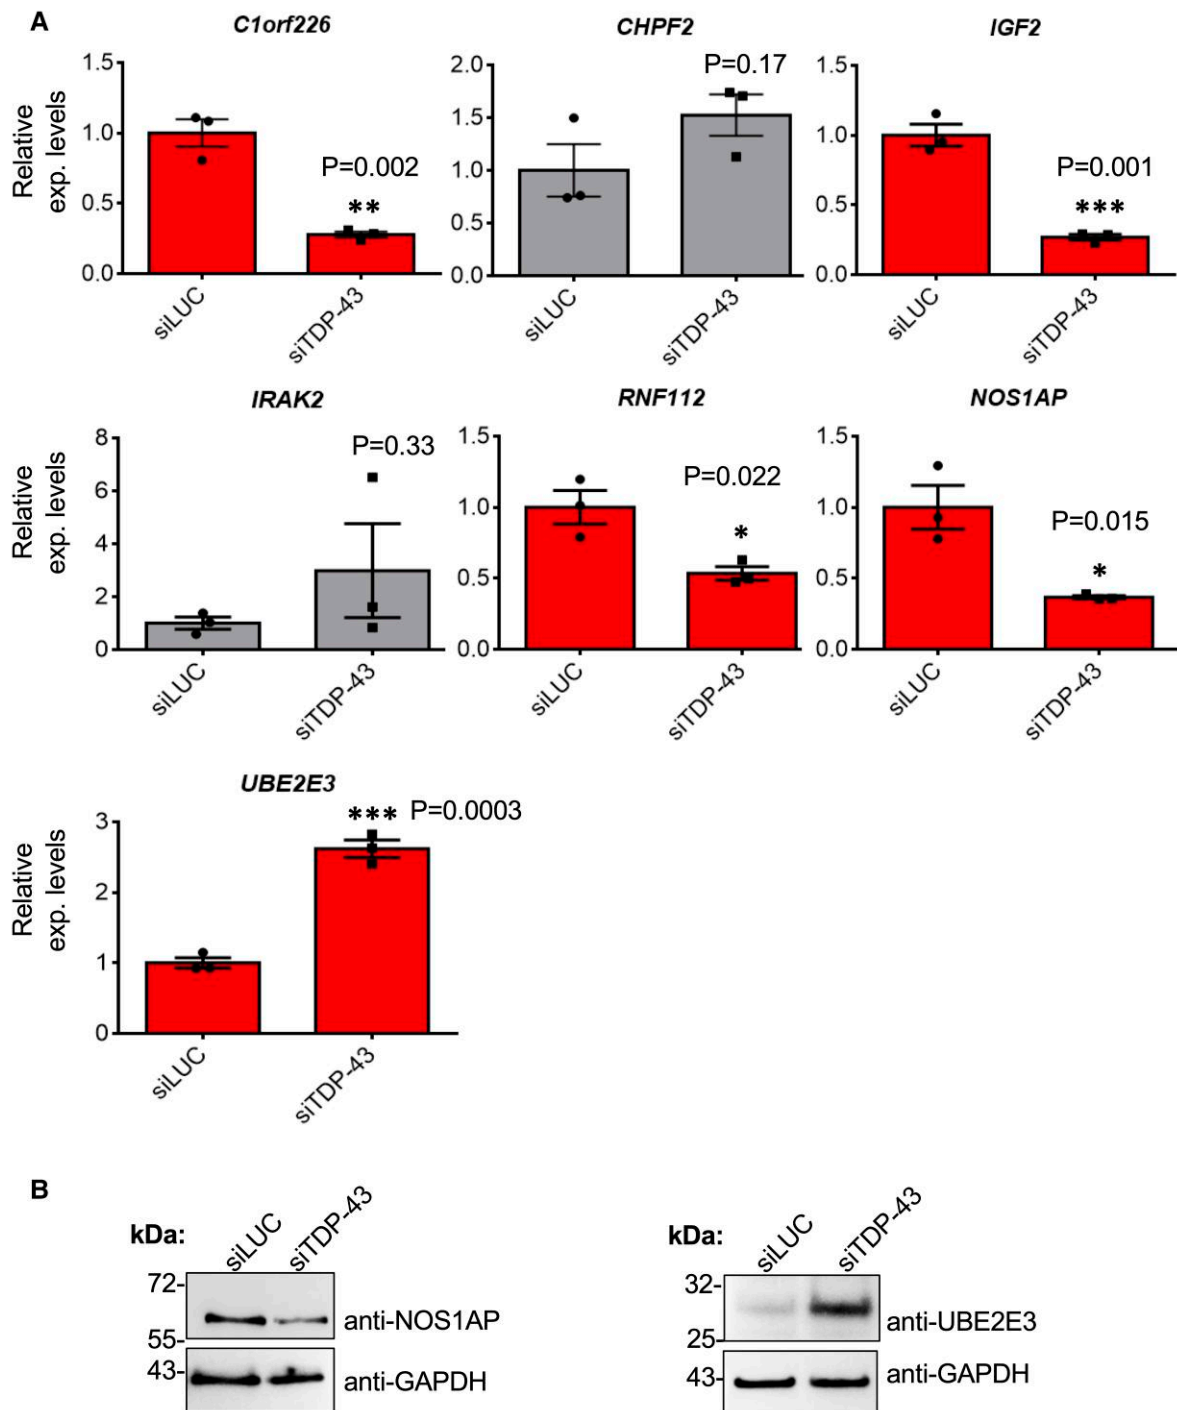 A
C1orf226
CHPF2
IGF2
Relative
exp. levels
1.5
1.0
0.5
0.0
P=0.002
**
siLUC
siTDP-43
2.0
1.5
1.0
0.5
0.0
P=0.17
siLUC
siTDP-43
1.5
1.0
0.5
0.0
P=0.001
***
siLUC
siTDP-43
IRAK2
RNF112
NOS1AP
Relative
exp. levels
8
6
4
2
0
P=0.33
siLUC
siTDP-43
1.5
1.0
0.5
0.0
P=0.022
*
siLUC
siTDP-43
1.5
1.0
0.5
0.0
P=0.015
*
siLUC
siTDP-43
UBE2E3
Relative
exp. levels
3
2
1
0
*** P=0.0003
siLUC
siTDP-43
B
kDa:
siLUC
siTDP-43
72-
55-
43-
anti-NOS1AP
anti-GAPDH
kDa:
siLUC
siTDP-43
32-
25-
43-
anti-UBE2E3
anti-GAPDH